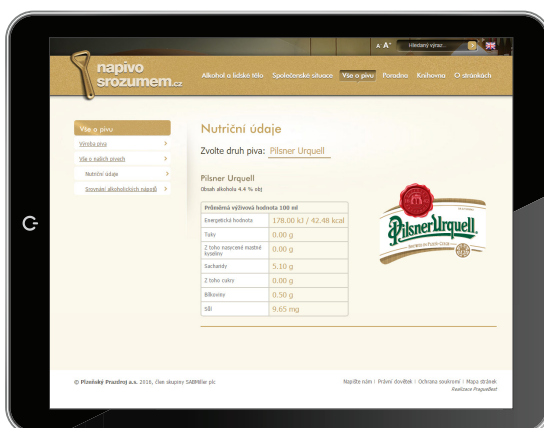 A A+ Hledaný výraz...
napivo
srozumem.cz
Alkohol a lidské tělo Společenské situace Vše o pivu Poradna Knihovna O stránkách
Vše o pivu
Výroba piva
Vše o našich pivech
Nutriční údaje
Srovnání alkoholických nápojů
Nutriční údaje
Zvolte druh piva: Pilsner Urquell
Pilsner Urquell
Obsah alkoholu 4.4 % obj
Průměrná výživová hodnota 100 ml
Energetická hodnota 178.00 kJ / 42.48 kcal
Tuky 0.00 g
Z toho nasycené mastné
kyseliny 0.00 g
Sacharidy 5.10 g
Z toho cukry 0.00 g
Bílkoviny 0.50 g
Sůl 9.65 mg
Pilsner Urquell
© Plzeňský Prazdroj a.s. 2016, člen skupiny SABMiller plc
Napište nám | Právní dovětek | Ochrana soukromí | Mapa stránek
Realizace PragueBest